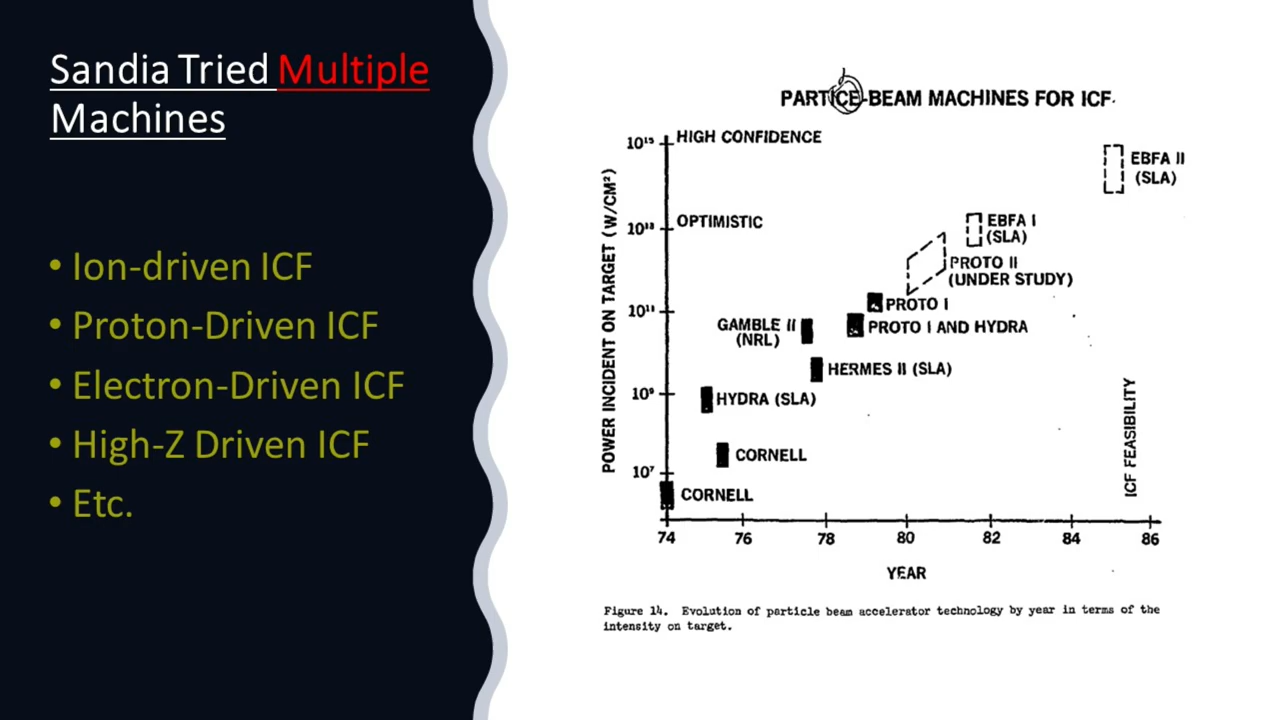 Sandia Tried Multiple
Machines
• Ion-driven ICF
• Proton-Driven ICF
• Electron-Driven ICF
• High-Z Driven ICF
• Etc.
PARTICE-BEAM MACHINES FOR ICF.
POWER INCIDENT ON TARGET (W/CM²)
10¹⁵
HIGH CONFIDENCE
EBFA II
(SLA)
10¹³
OPTIMISTIC
EBFA I
(SLA)
PROTO II
(UNDER STUDY)
10¹¹
PROTO I
GAMBLE II
(NRL)
PROTO I AND HYDRA
HERMES II (SLA)
10⁹
HYDRA (SLA)
CORNELL
10⁷
CORNELL
ICF FEASIBILITY
74 76 78 80 82 84 86
YEAR
Figure 14. Evolution of particle beam accelerator technology by year in terms of the
intensity on target.